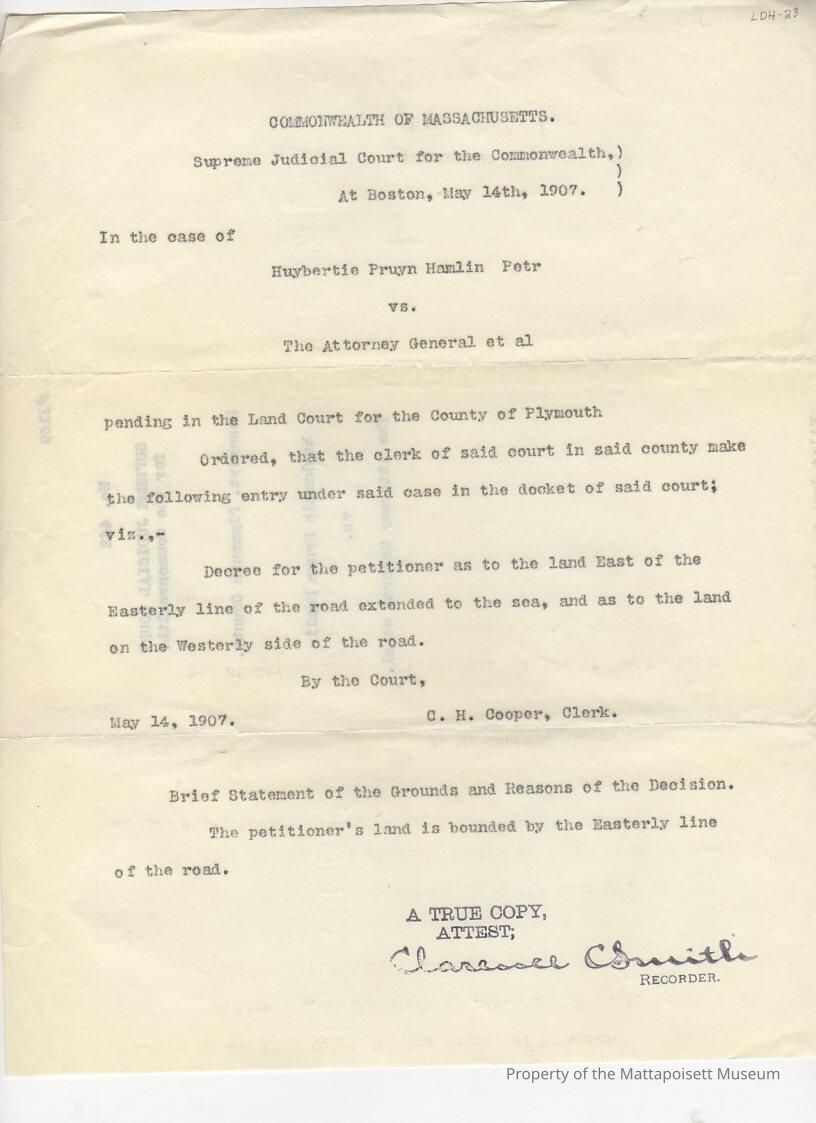 LDH-23
COMMONWEALTH OF MASSACHUSETTS.
Supreme Judicial Court for the Commonwealth,)
)
At Boston, May 14th, 1907. )
In the case of
Huybertie Pruyn Hamlin Petr
vs.
The Attorney General et al
pending in the Land Court for the County of Plymouth
Ordered, that the clerk of said court in said county make
the following entry under said case in the docket of said court;
viz.,-
Decree for the petitioner as to the land East of the
Easterly line of the road extended to the sea, and as to the land
on the Westerly side of the road.
By the Court,
May 14, 1907. C. H. Cooper, Clerk.
Brief Statement of the Grounds and Reasons of the Decision.
The petitioner's land is bounded by the Easterly line
of the road.
A TRUE COPY,
ATTEST;
Clarence C Smith
RECORDER.
Property of the Mattapoisett Museum